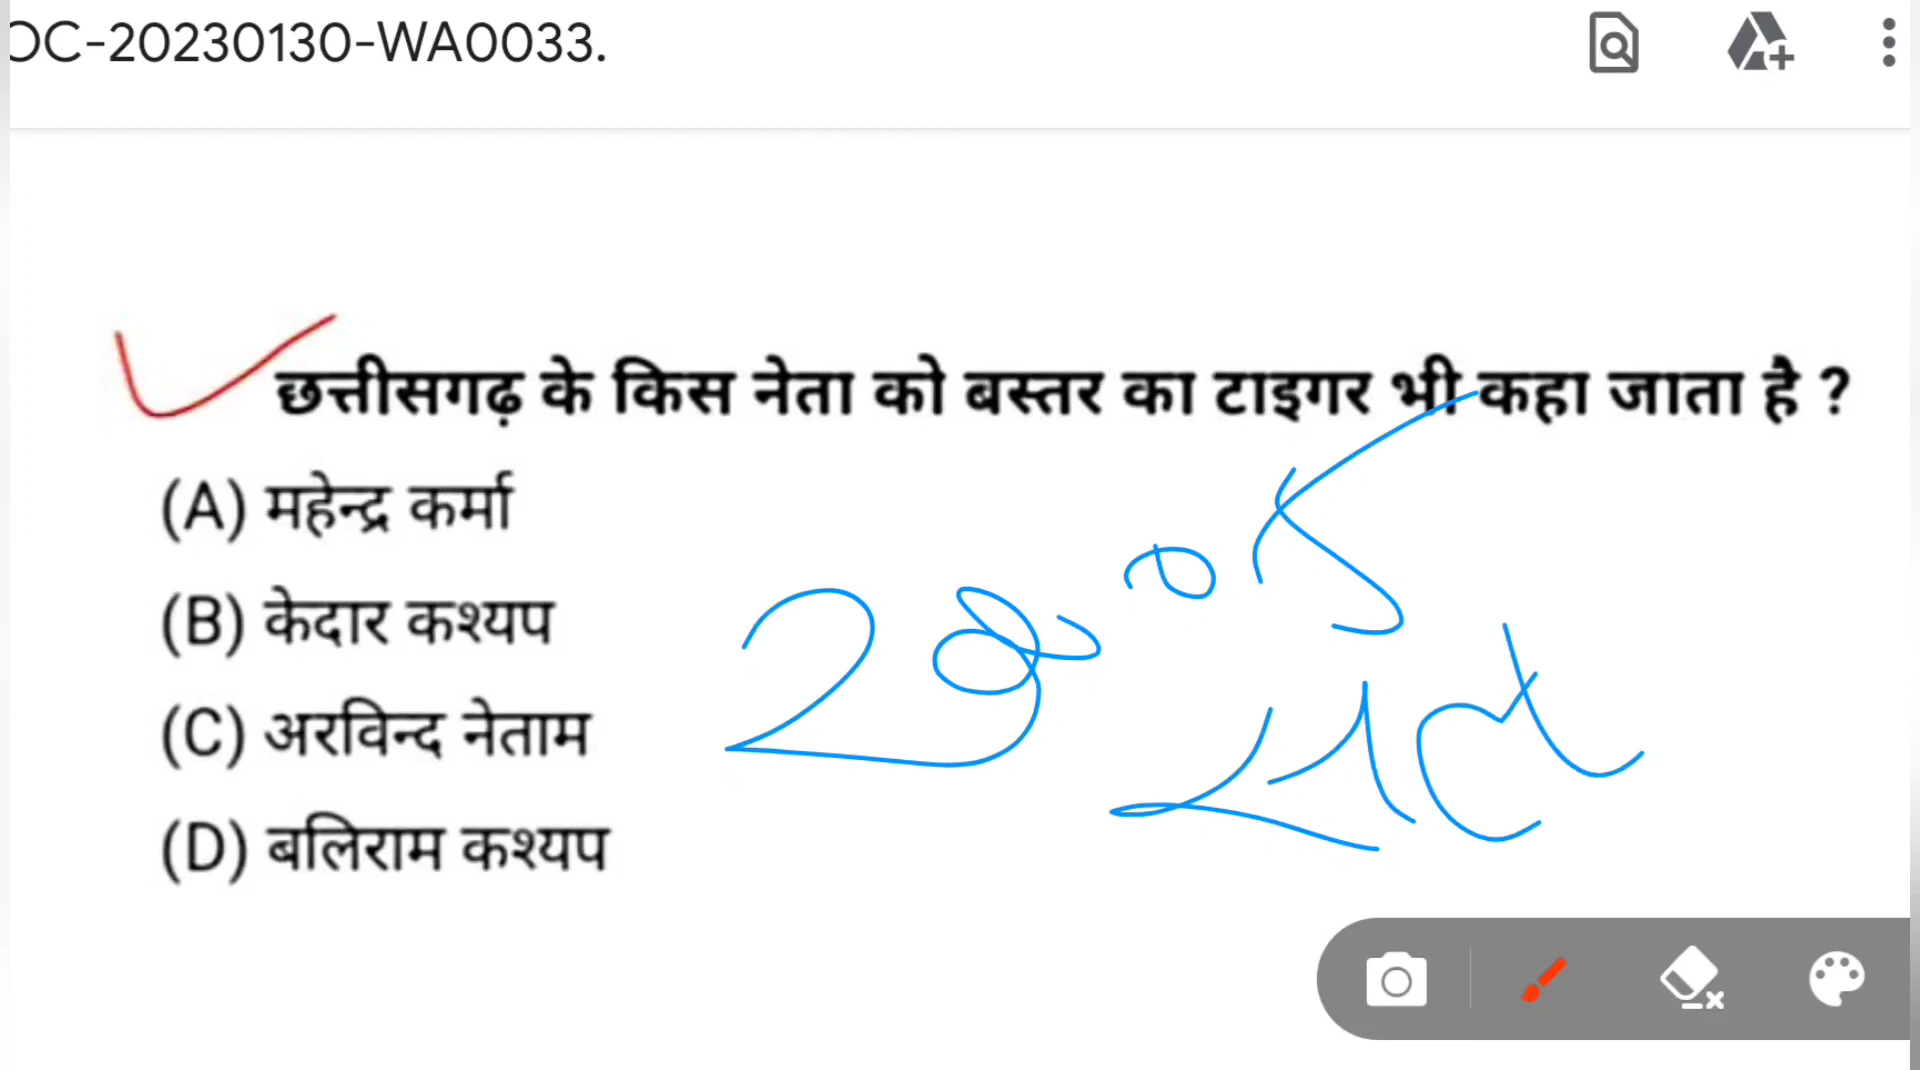 OC-20230130-WA0033.
छत्तीसगढ़ के किस नेता को बस्तर का टाइगर भी कहा जाता है ?
(A) महेन्द्र कर्मा
(B) केदार कश्यप
(C) अरविन्द नेताम
(D) बलिराम कश्यप